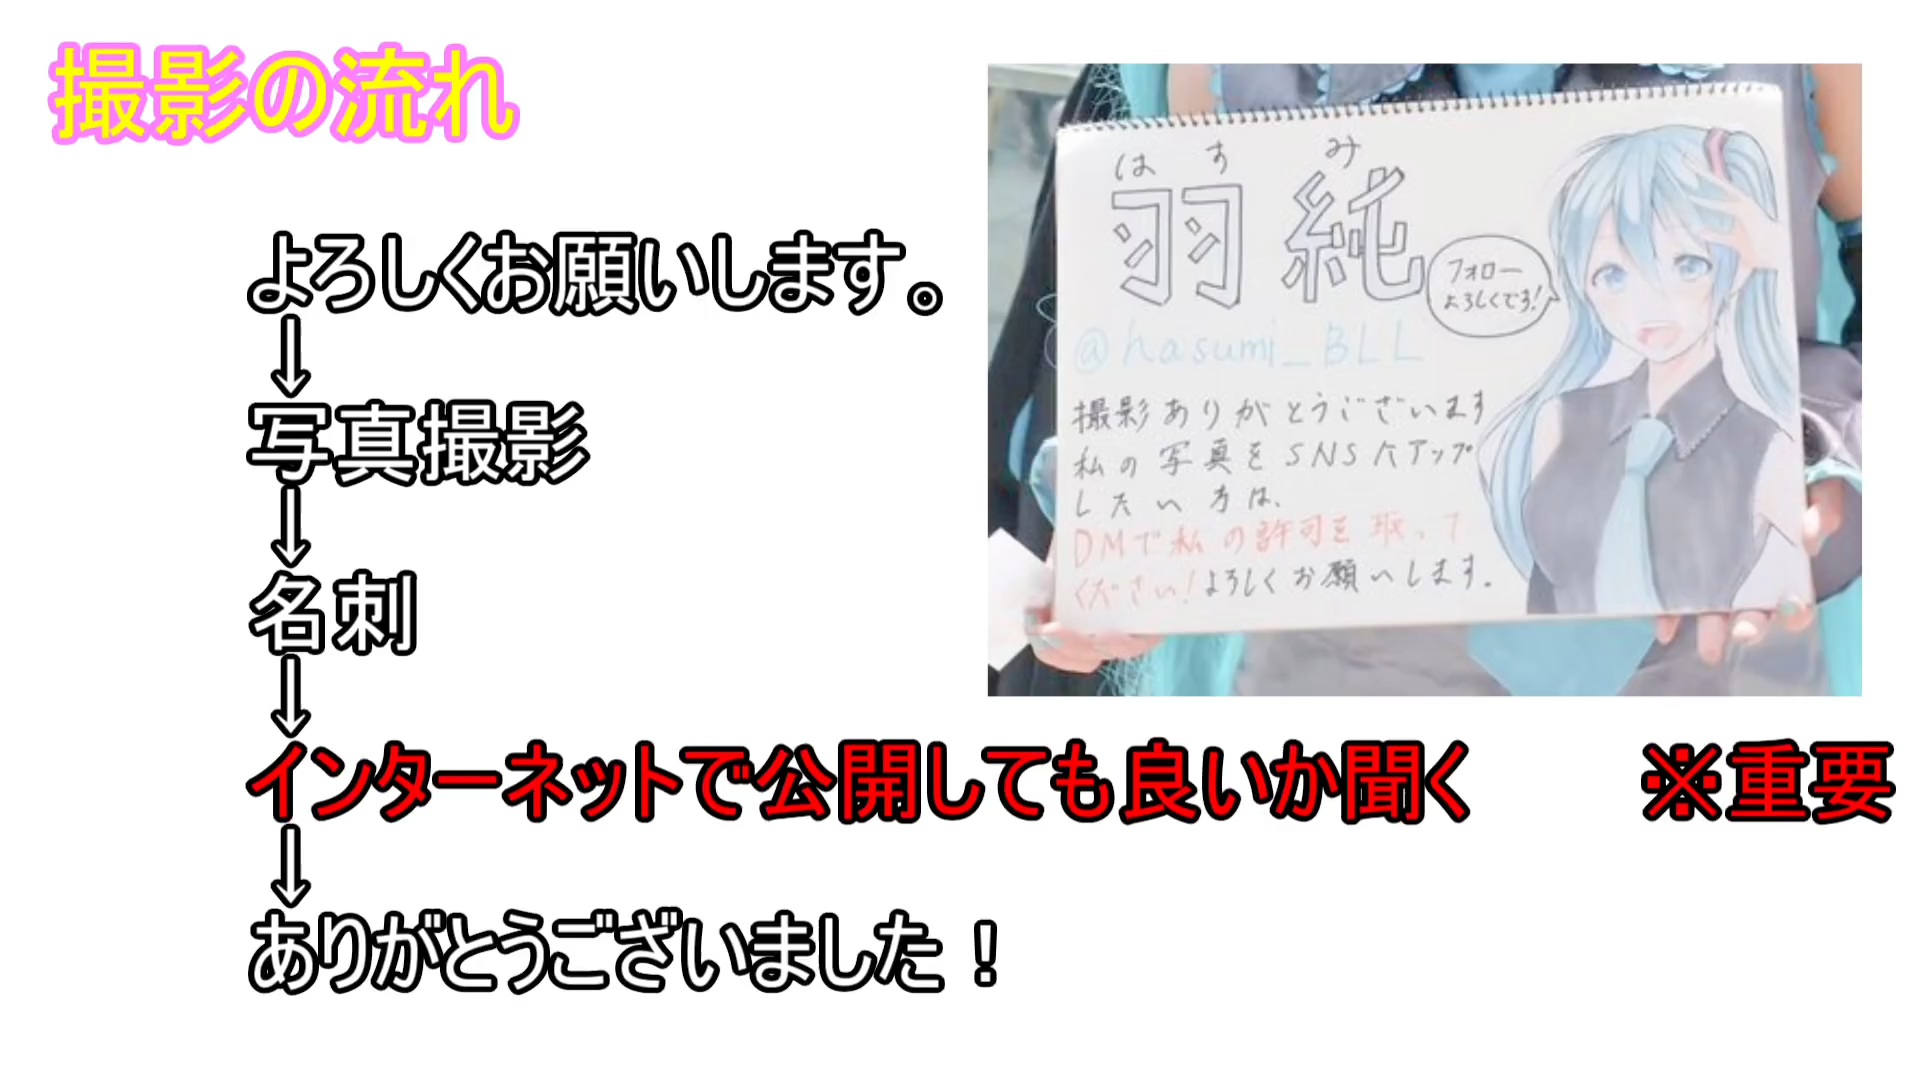 撮影の流れ
よろしくお願いします。
↓
写真撮影
↓
名刺
↓
インターネットで公開しても良いか聞く　　※重要
↓
ありがとうございました！
はすみ
羽純
フォロー
よろしくです!
@hasumi_BLL
撮影ありがとうございます
私の写真をSNSへアップ
したい方は、
DMで私の許可を取って
ください!よろしくお願いします。